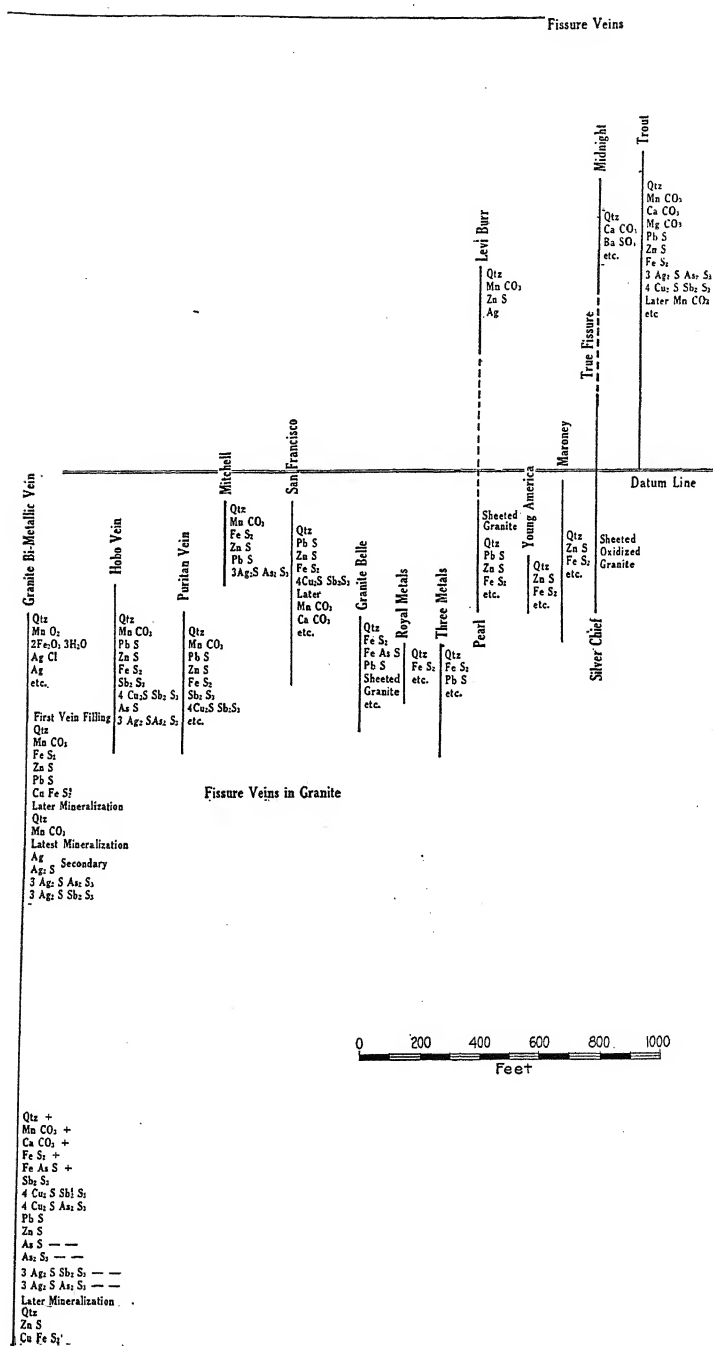 Fissure Veins
Midnight
Qtz
Ca CO₃
Ba SO₄
etc.
Trout
Qtz
Mn CO₃
Ca CO₃
Mg CO₃
Pb S
Zn S
Fe S₂
3 Ag₂ S As₂ S₃
4 Cu₂ S Sb₂ S₃
Later Mn CO₃
etc
Levi Burr
Qtz
Mn CO₃
Zn S
Ag
True Fissure
Datum Line
Granite Bi-Metallic Vein
Qtz
Mn O₂
2Fe₂O₃ 3H₂O
Ag Cl
Ag
etc.
First Vein Filling
Qtz
Mn CO₃
Fe S₂
Zn S
Pb S
Cu Fe S₂
Later Mineralization
Qtz
Mn CO₃
Latest Mineralization
Ag
Ag₂ S Secondary
3 Ag₂ S As₂ S₃
3 Ag₂ S Sb₂ S₃
Hobo Vein
Qtz
Mn CO₃
Pb S
Zn S
Fe S₂
Sb₂ S₃
4 Cu₂S Sb₂ S₃
As S
3 Ag₂ SAs₂ S₃
Puritan Vein
Qtz
Mn CO₃
Pb S
Zn S
Fe S₂
Sb₂ S₃
4Cu₂S Sb₂S₃
etc.
Mitchell
Qtz
Mn CO₃
Fe S₂
Zn S
Pb S
3Ag₂S As₂ S₃
San Francisco
Qtz
Pb S
Zn S
Fe S₂
4Cu₂S Sb₂S₃
Later
Mn CO₃
Ca CO₃
etc.
Granite Belle
Qtz
Fe S₂
Fe As S
Pb S
Sheeted
Granite
etc.
Royal Metals
Qtz
Fe S₂
etc.
Three Metals
Qtz
Fe S₂
Pb S
etc.
Pearl
Sheeted
Granite
Qtz
Pb S
Zn S
Fe S₂
etc.
Young America
Qtz
Zn S
Fe S₂
etc.
Maroney
Qtz
Zn S
Fe S₂
etc.
Silver Chief
Sheeted
Oxidized
Granite
Fissure Veins in Granite
0 200 400 600 800 1000
Feet
Qtz +
Mn CO₃ +
Ca CO₃ +
Fe S₂ +
Fe As S +
Sb₂ S₃
4 Cu₂ S Sb₂ S₃
4 Cu₂ S As₂ S₃
Pb S
Zn S
As S — —
As₂ S₃ — —
3 Ag₂ S Sb₂ S₃ — —
3 Ag₂ S As₂ S₃ — —
Later Mineralization
Qtz
Zn S
Cu Fe S₂